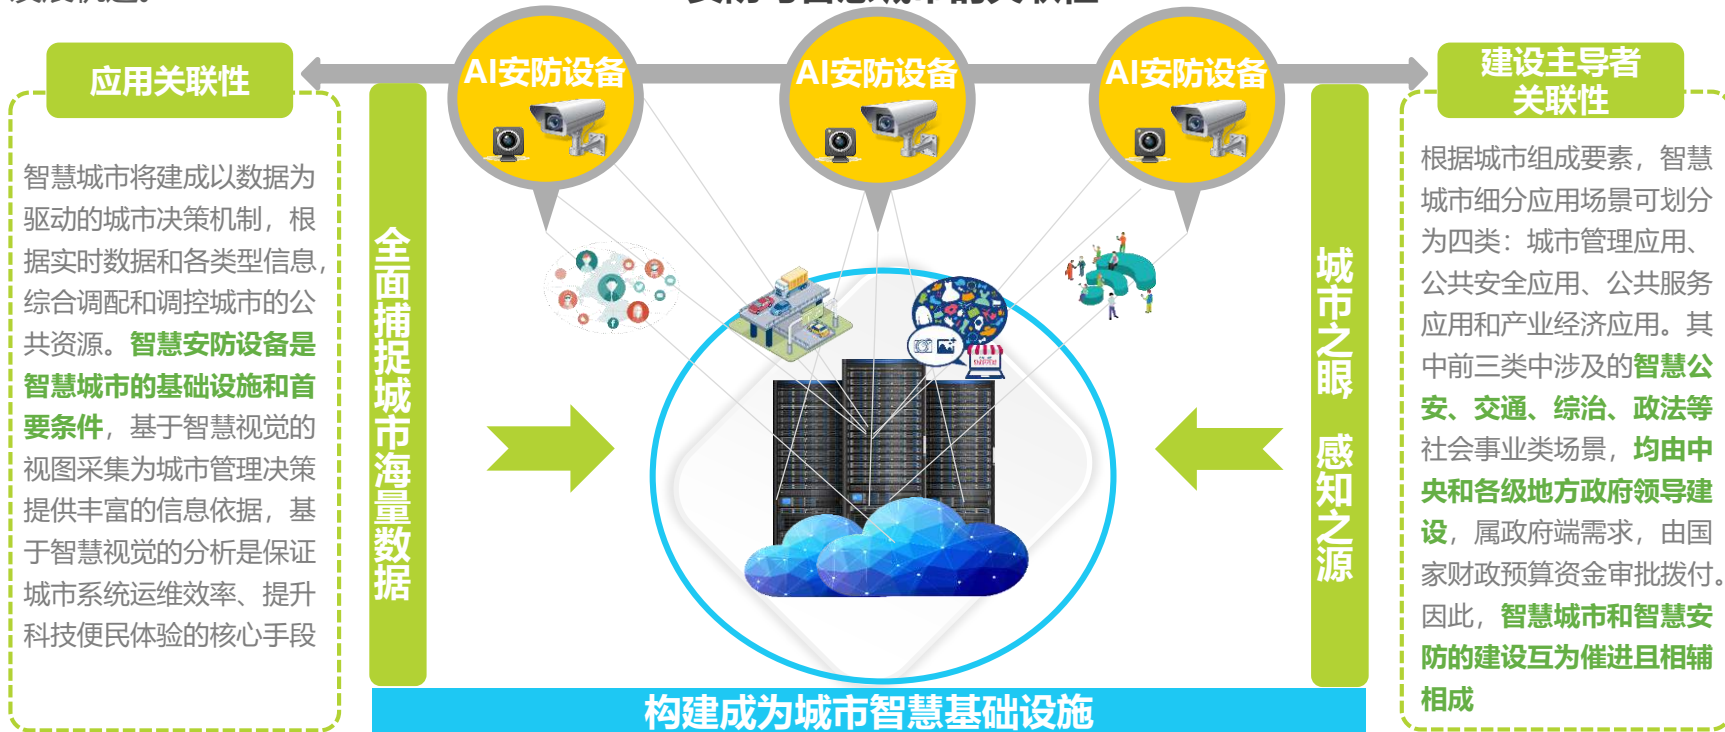 应用关联性
智慧城市将建成以数据为
驱动的城市决策机制，根
据实时数据和各类型信息，
综合调配和调控城市的公
共资源。智慧安防设备是
智慧城市的基础设施和首
要条件，基于智慧视觉的
视图采集为城市管理决策
提供丰富的信息依据，基
于智慧视觉的分析是保证
城市系统运维效率、提升
科技便民体验的核心手段
全面捕捉城市海量数据
AI安防设备
AI安防设备
AI安防设备
城市之眼 感知之源
构建成为城市智慧基础设施
建设主导者
关联性
根据城市组成要素，智慧
城市细分应用场景可划分
为四类：城市管理应用、
公共安全应用、公共服务
应用和产业经济应用。其
中前三类中涉及的智慧公
安、交通、综治、政法等
社会事业类场景，均由中
央和各级地方政府领导建
设，属政府端需求，由国
家财政预算资金审批拨付。
因此，智慧城市和智慧安
防的建设互为催进且相辅
相成